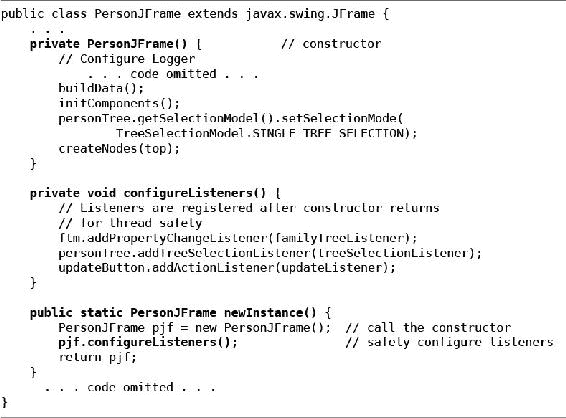 public class PersonJFrame extends javax.swing.JFrame {
    . . .
    private PersonJFrame() {           // constructor
        // Configure Logger
            . . . code omitted . . .
        buildData();
        initComponents();
        personTree.getSelectionModel().setSelectionMode(
                TreeSelectionModel.SINGLE_TREE_SELECTION);
        createNodes(top);
    }

    private void configureListeners() {
        // Listeners are registered after constructor returns
        // for thread safety
        ftm.addPropertyChangeListener(familyTreeListener);
        personTree.addTreeSelectionListener(treeSelectionListener);
        updateButton.addActionListener(updateListener);
    }

    public static PersonJFrame newInstance() {
        PersonJFrame pjf = new PersonJFrame();  // call the constructor
        pjf.configureListeners();               // safely configure listeners
        return pjf;
    }
      . . . code omitted . . .
}